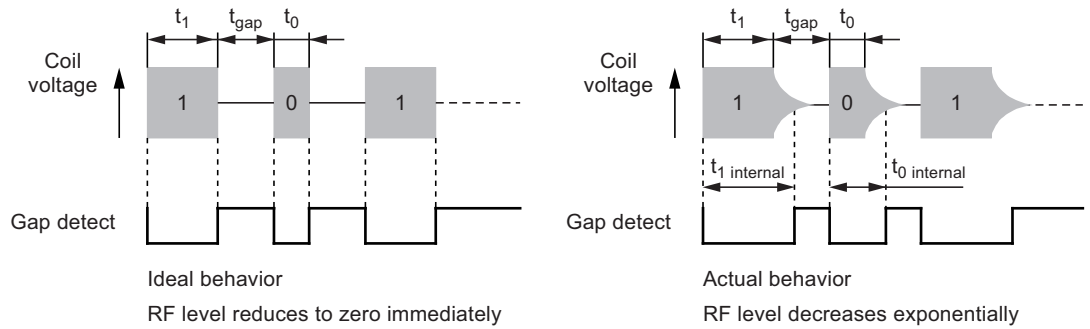 t1 tgap t0
Coil voltage
1 0 1
Gap detect
Ideal behavior
RF level reduces to zero immediately
t1 tgap t0
Coil voltage
1 0 1
t1 internal t0 internal
Gap detect
Actual behavior
RF level decreases exponentially